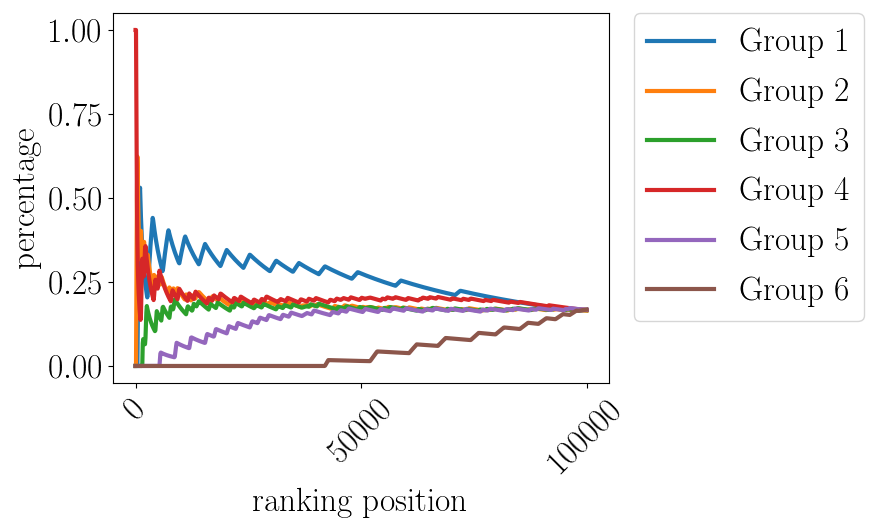 1.00
0.75
0.50
0.25
0.00
percentage
0
50000
100000
ranking position
Group 1
Group 2
Group 3
Group 4
Group 5
Group 6